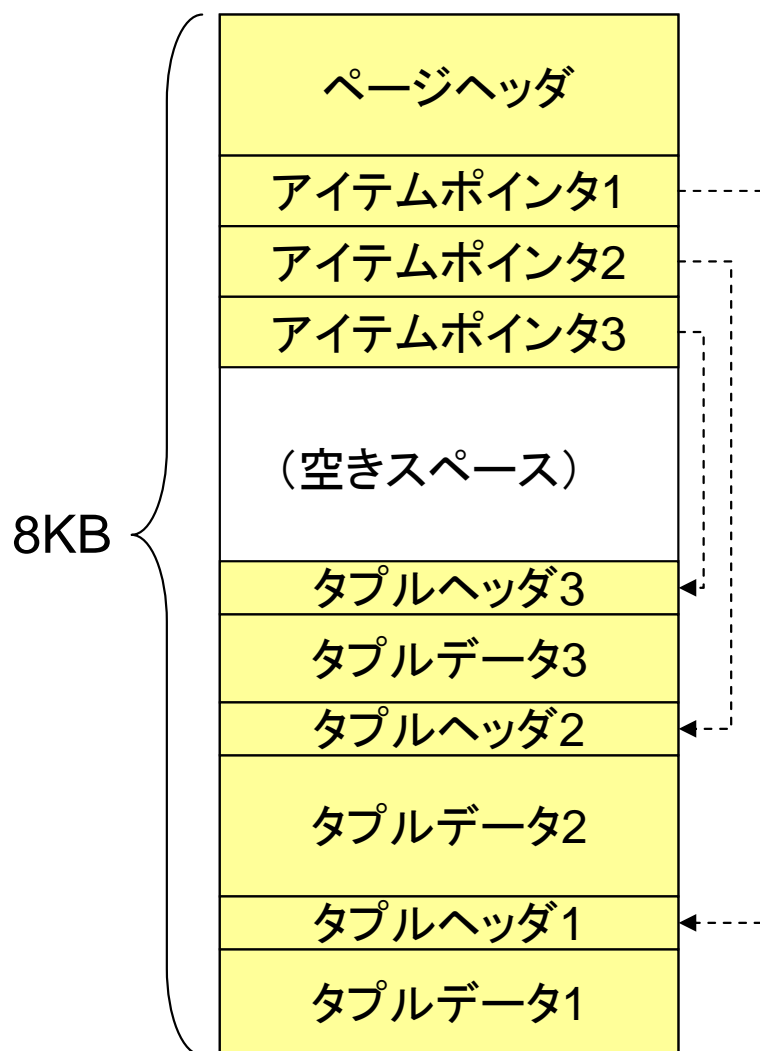 ページヘッダ
アイテムポインタ1
アイテムポインタ2
アイテムポインタ3
(空きスペース)
8KB
タプルヘッダ3
タプルデータ3
タプルヘッダ2
タプルデータ2
タプルヘッダ1
タプルデータ1